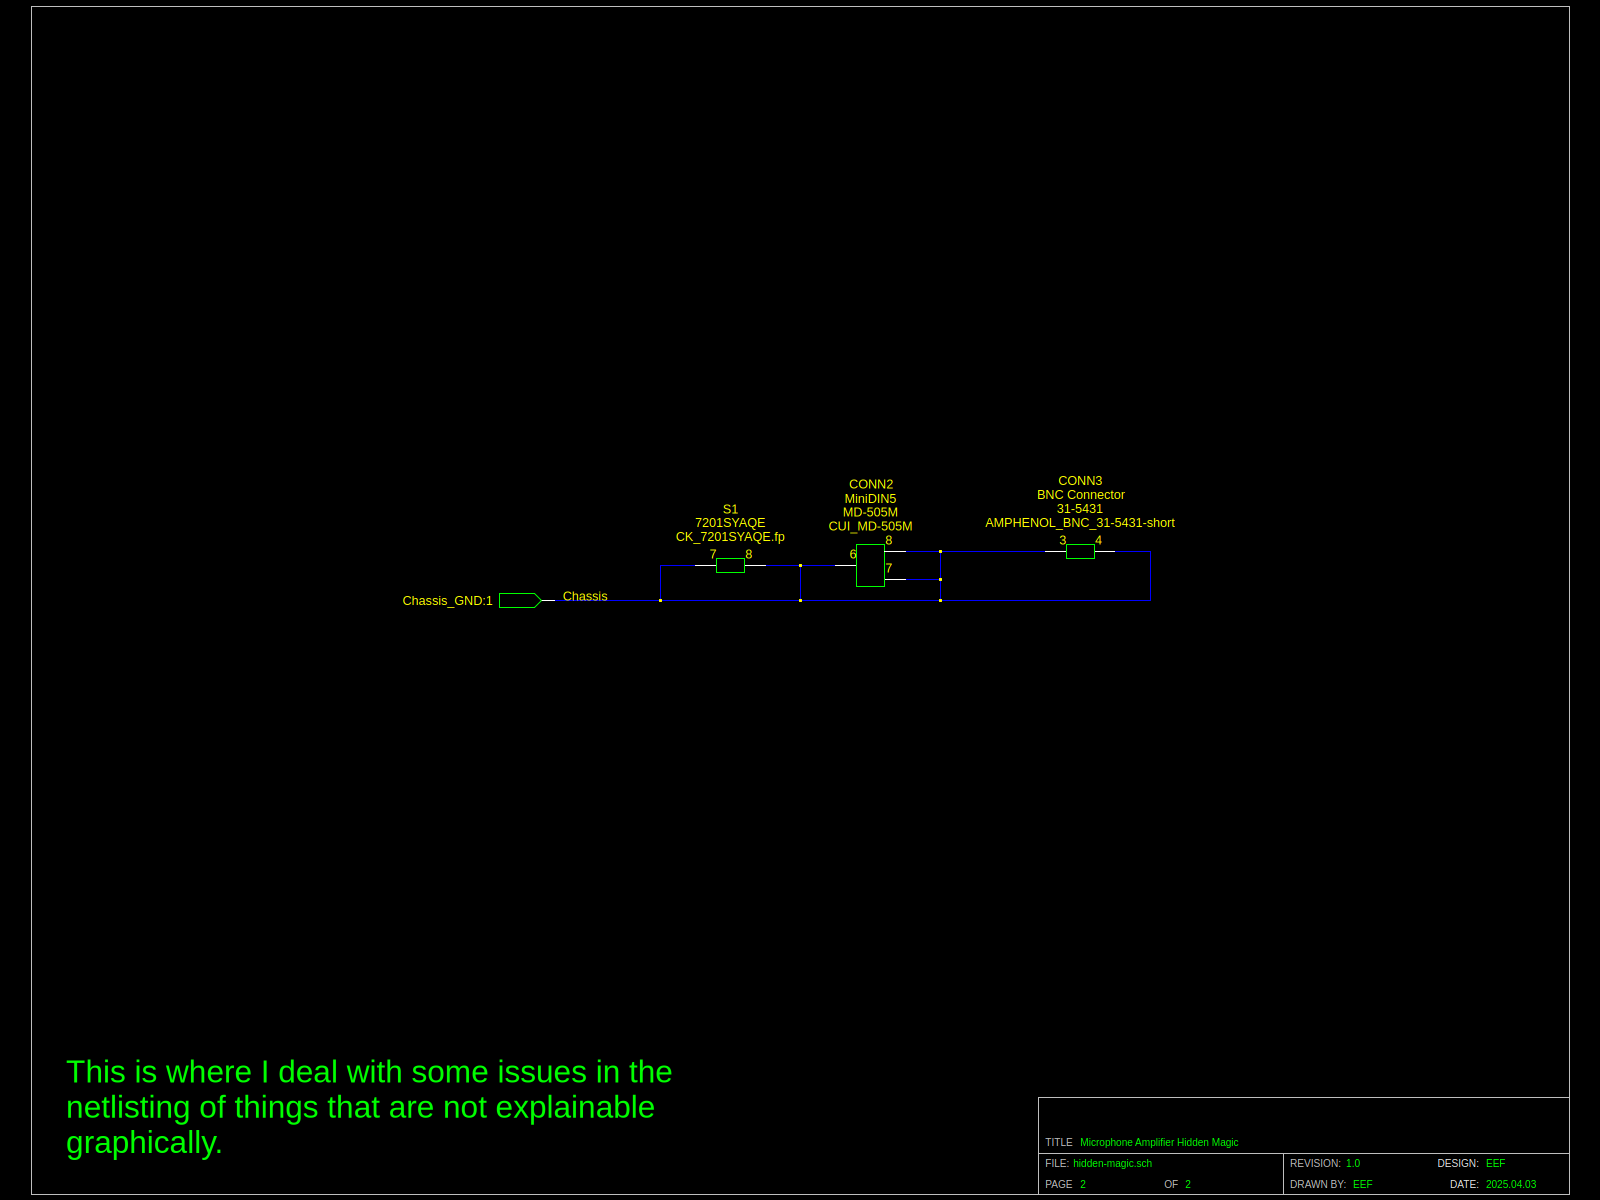 CONN3
BNC Connector
31-5431
AMPHENOL_BNC_31-5431-short
3 4
CONN2
MiniDIN5
MD-505M
CUI_MD-505M
8
6
7
S1
7201SYAQE
CK_7201SYAQE.fp
7 8
Chassis_GND:1 Chassis
This is where I deal with some issues in the
netlisting of things that are not explainable
graphically.
TITLE Microphone Amplifier Hidden Magic
FILE: hidden-magic.sch REVISION: 1.0 DESIGN: EEF
PAGE 2 OF 2 DRAWN BY: EEF DATE: 2025.04.03